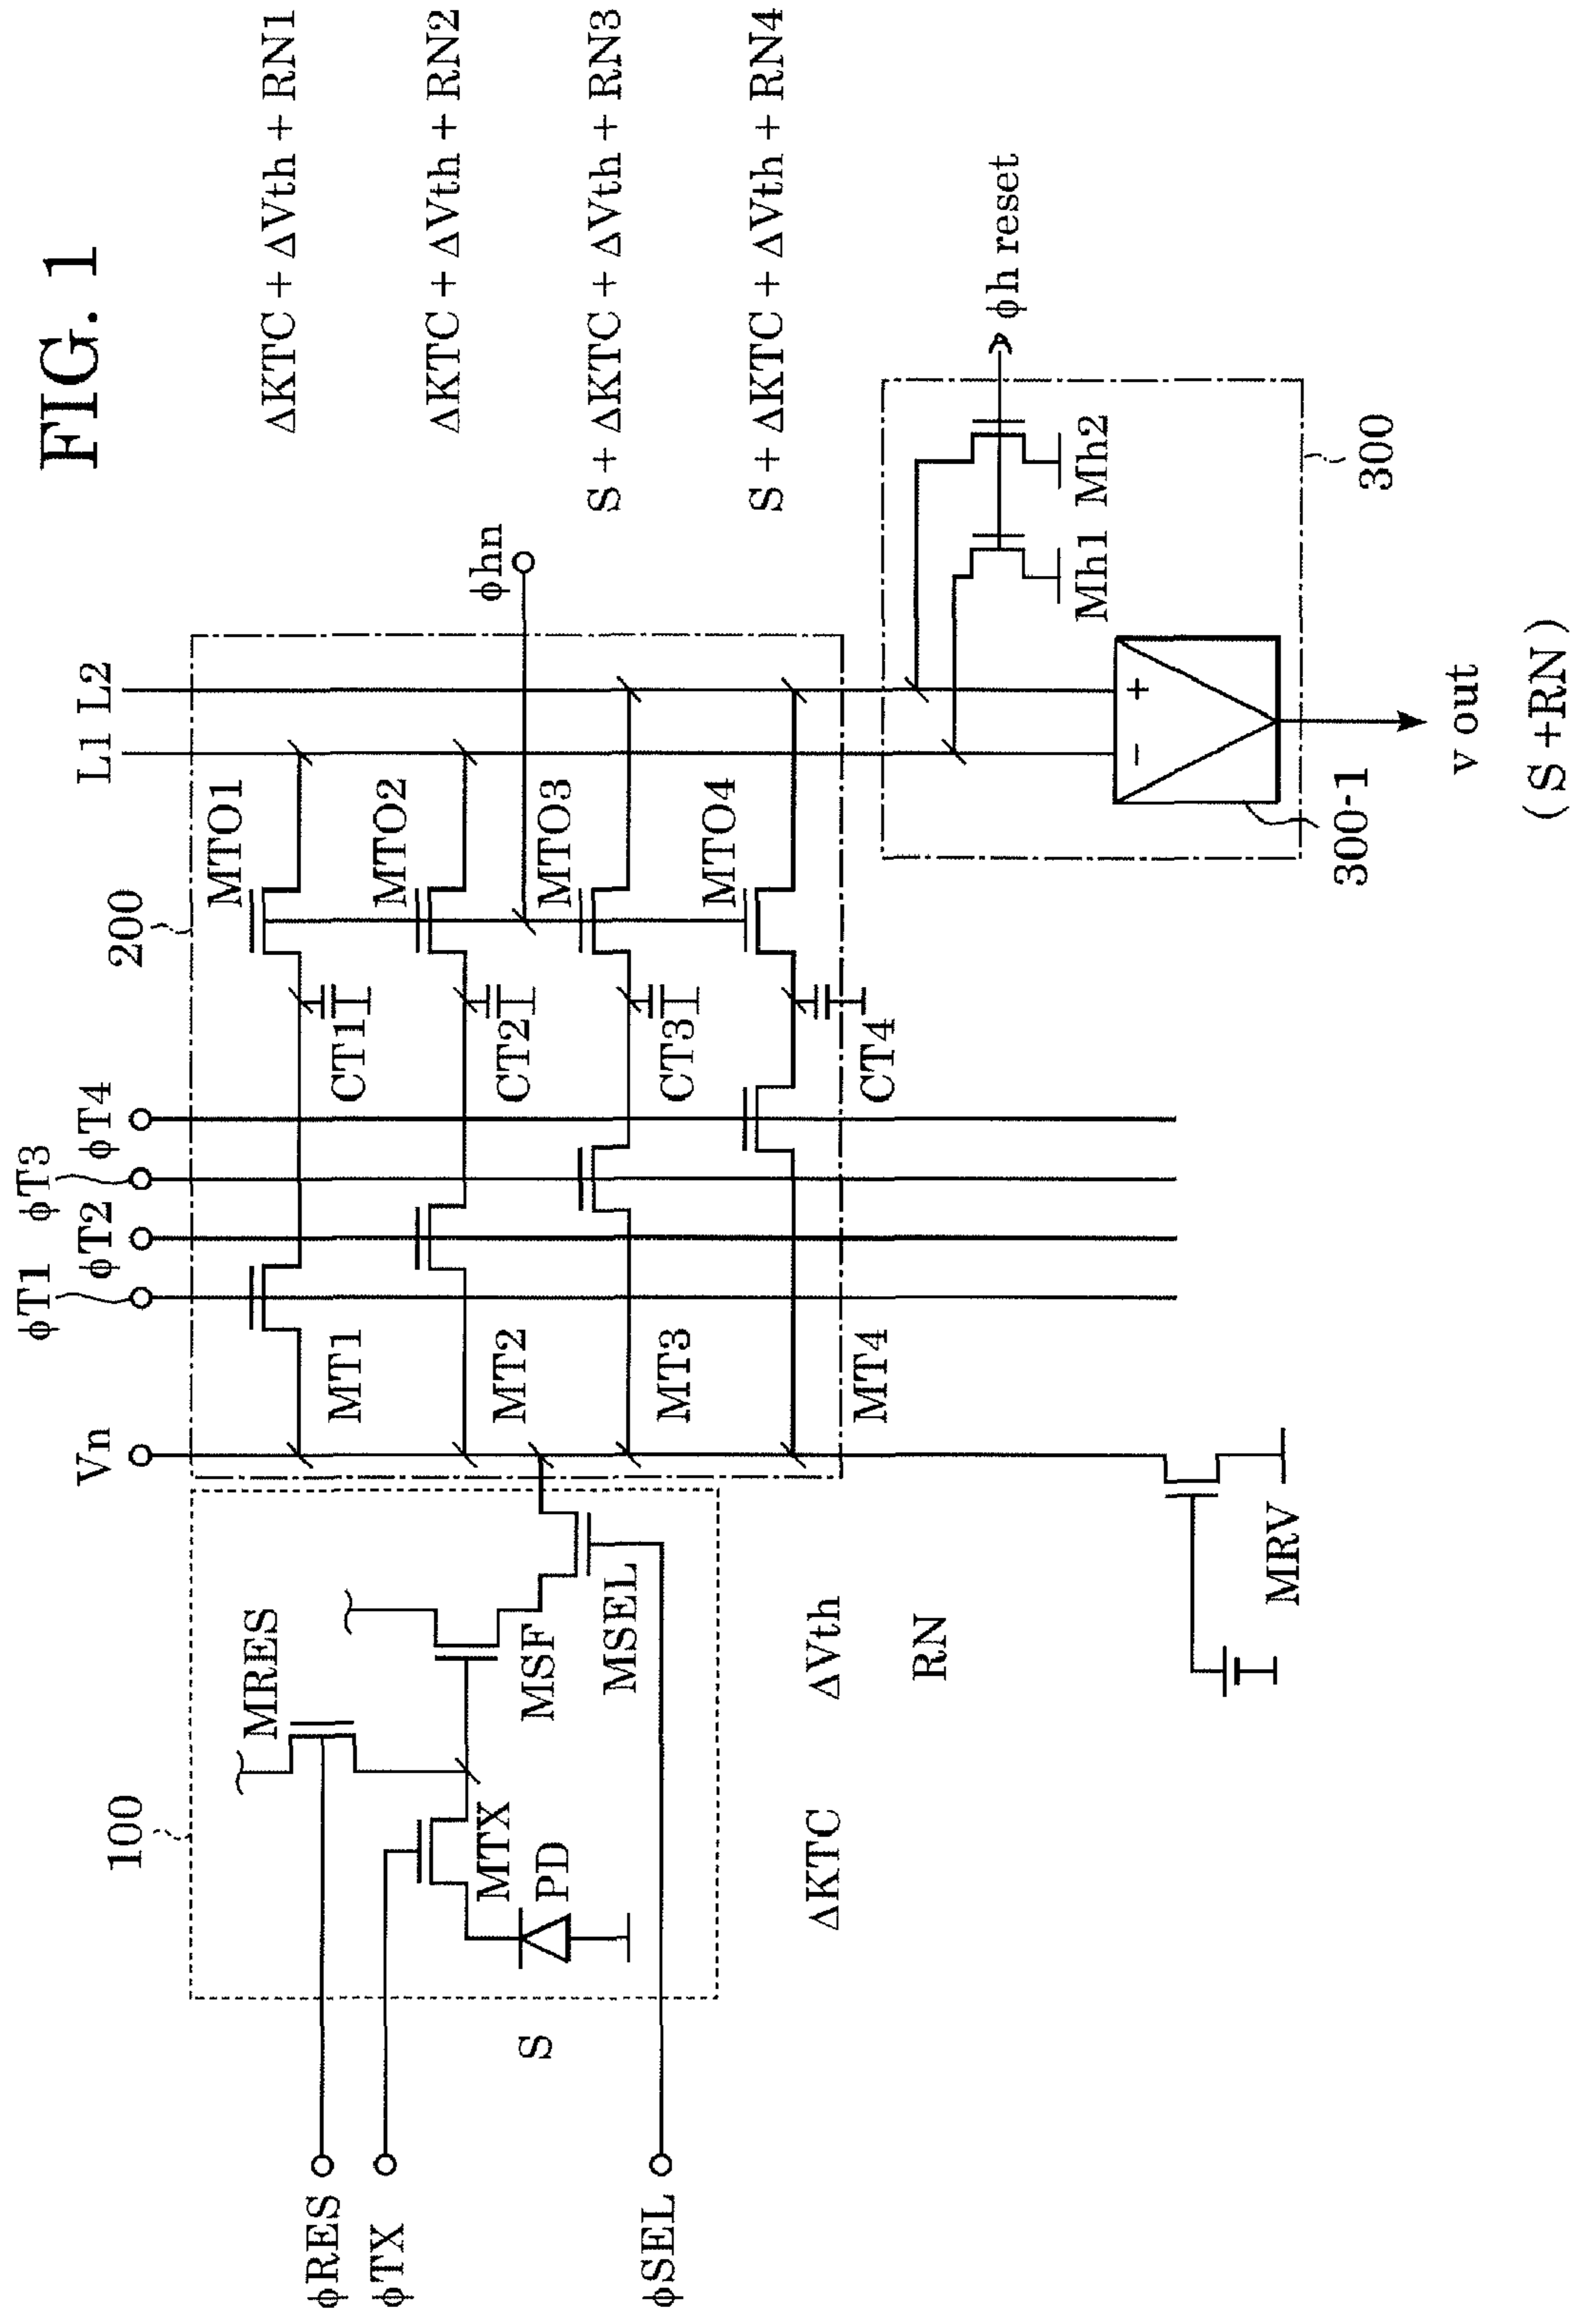 FIG. 1
ϕT1
ϕT3
Vn
ϕT2
ϕT4
L1
L2
100
200
MRES
MT1
CT1
MTO1
ΔKTC + ΔVth + RN1
ϕRES
ϕTX
MTX
MSF
MT2
CT2
MTO2
ϕhn
ΔKTC + ΔVth + RN2
S
PD
MSEL
MT3
CT3
MTO3
S + ΔKTC + ΔVth + RN3
ϕSEL
MT4
CT4
MTO4
S + ΔKTC + ΔVth + RN4
ΔKTC
ΔVth
RN
ϕh reset
Mh1
Mh2
−
+
MRV
300-1
300
v out
(S +RN)